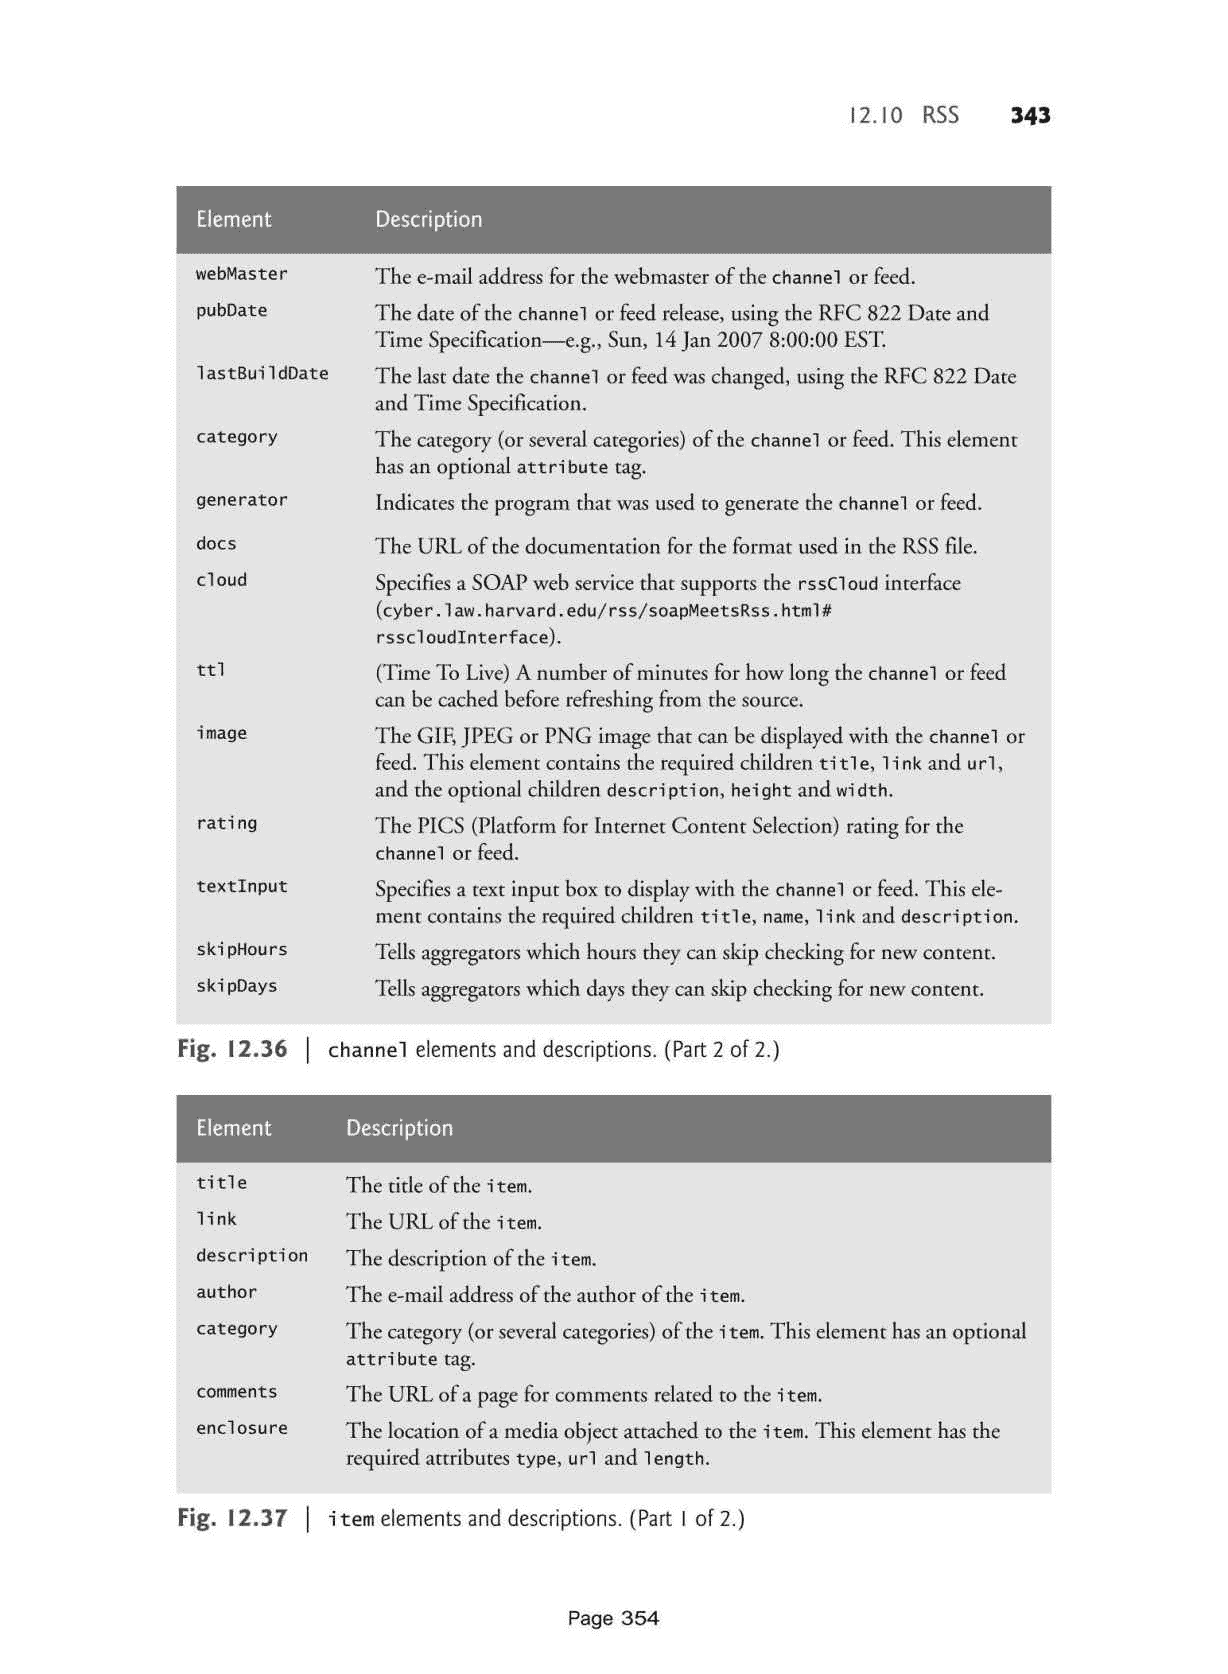 12.10 RSS 343
Element Description
webMaster The e-mail address for the webmaster of the channel or feed.
pubDate The date of the channel or feed release, using the RFC 822 Date and
Time Specification—e.g., Sun, 14 Jan 2007 8:00:00 EST.
lastBuildDate The last date the channel or feed was changed, using the RFC 822 Date
and Time Specification.
category The category (or several categories) of the channel or feed. This element
has an optional attribute tag.
generator Indicates the program that was used to generate the channel or feed.
docs The URL of the documentation for the format used in the RSS file.
cloud Specifies a SOAP web service that supports the rssCloud interface
(cyber.law.harvard.edu/rss/soapMeetsRss.html#
rsscloudInterface).
ttl (Time To Live) A number of minutes for how long the channel or feed
can be cached before refreshing from the source.
image The GIF, JPEG or PNG image that can be displayed with the channel or
feed. This element contains the required children title, link and url,
and the optional children description, height and width.
rating The PICS (Platform for Internet Content Selection) rating for the
channel or feed.
textInput Specifies a text input box to display with the channel or feed. This ele-
ment contains the required children title, name, link and description.
skipHours Tells aggregators which hours they can skip checking for new content.
skipDays Tells aggregators which days they can skip checking for new content.
Fig. 12.36 | channel elements and descriptions. (Part 2 of 2.)
Element Description
title The title of the item.
link The URL of the item.
description The description of the item.
author The e-mail address of the author of the item.
category The category (or several categories) of the item. This element has an optional
attribute tag.
comments The URL of a page for comments related to the item.
enclosure The location of a media object attached to the item. This element has the
required attributes type, url and length.
Fig. 12.37 | item elements and descriptions. (Part 1 of 2.)
Page 354